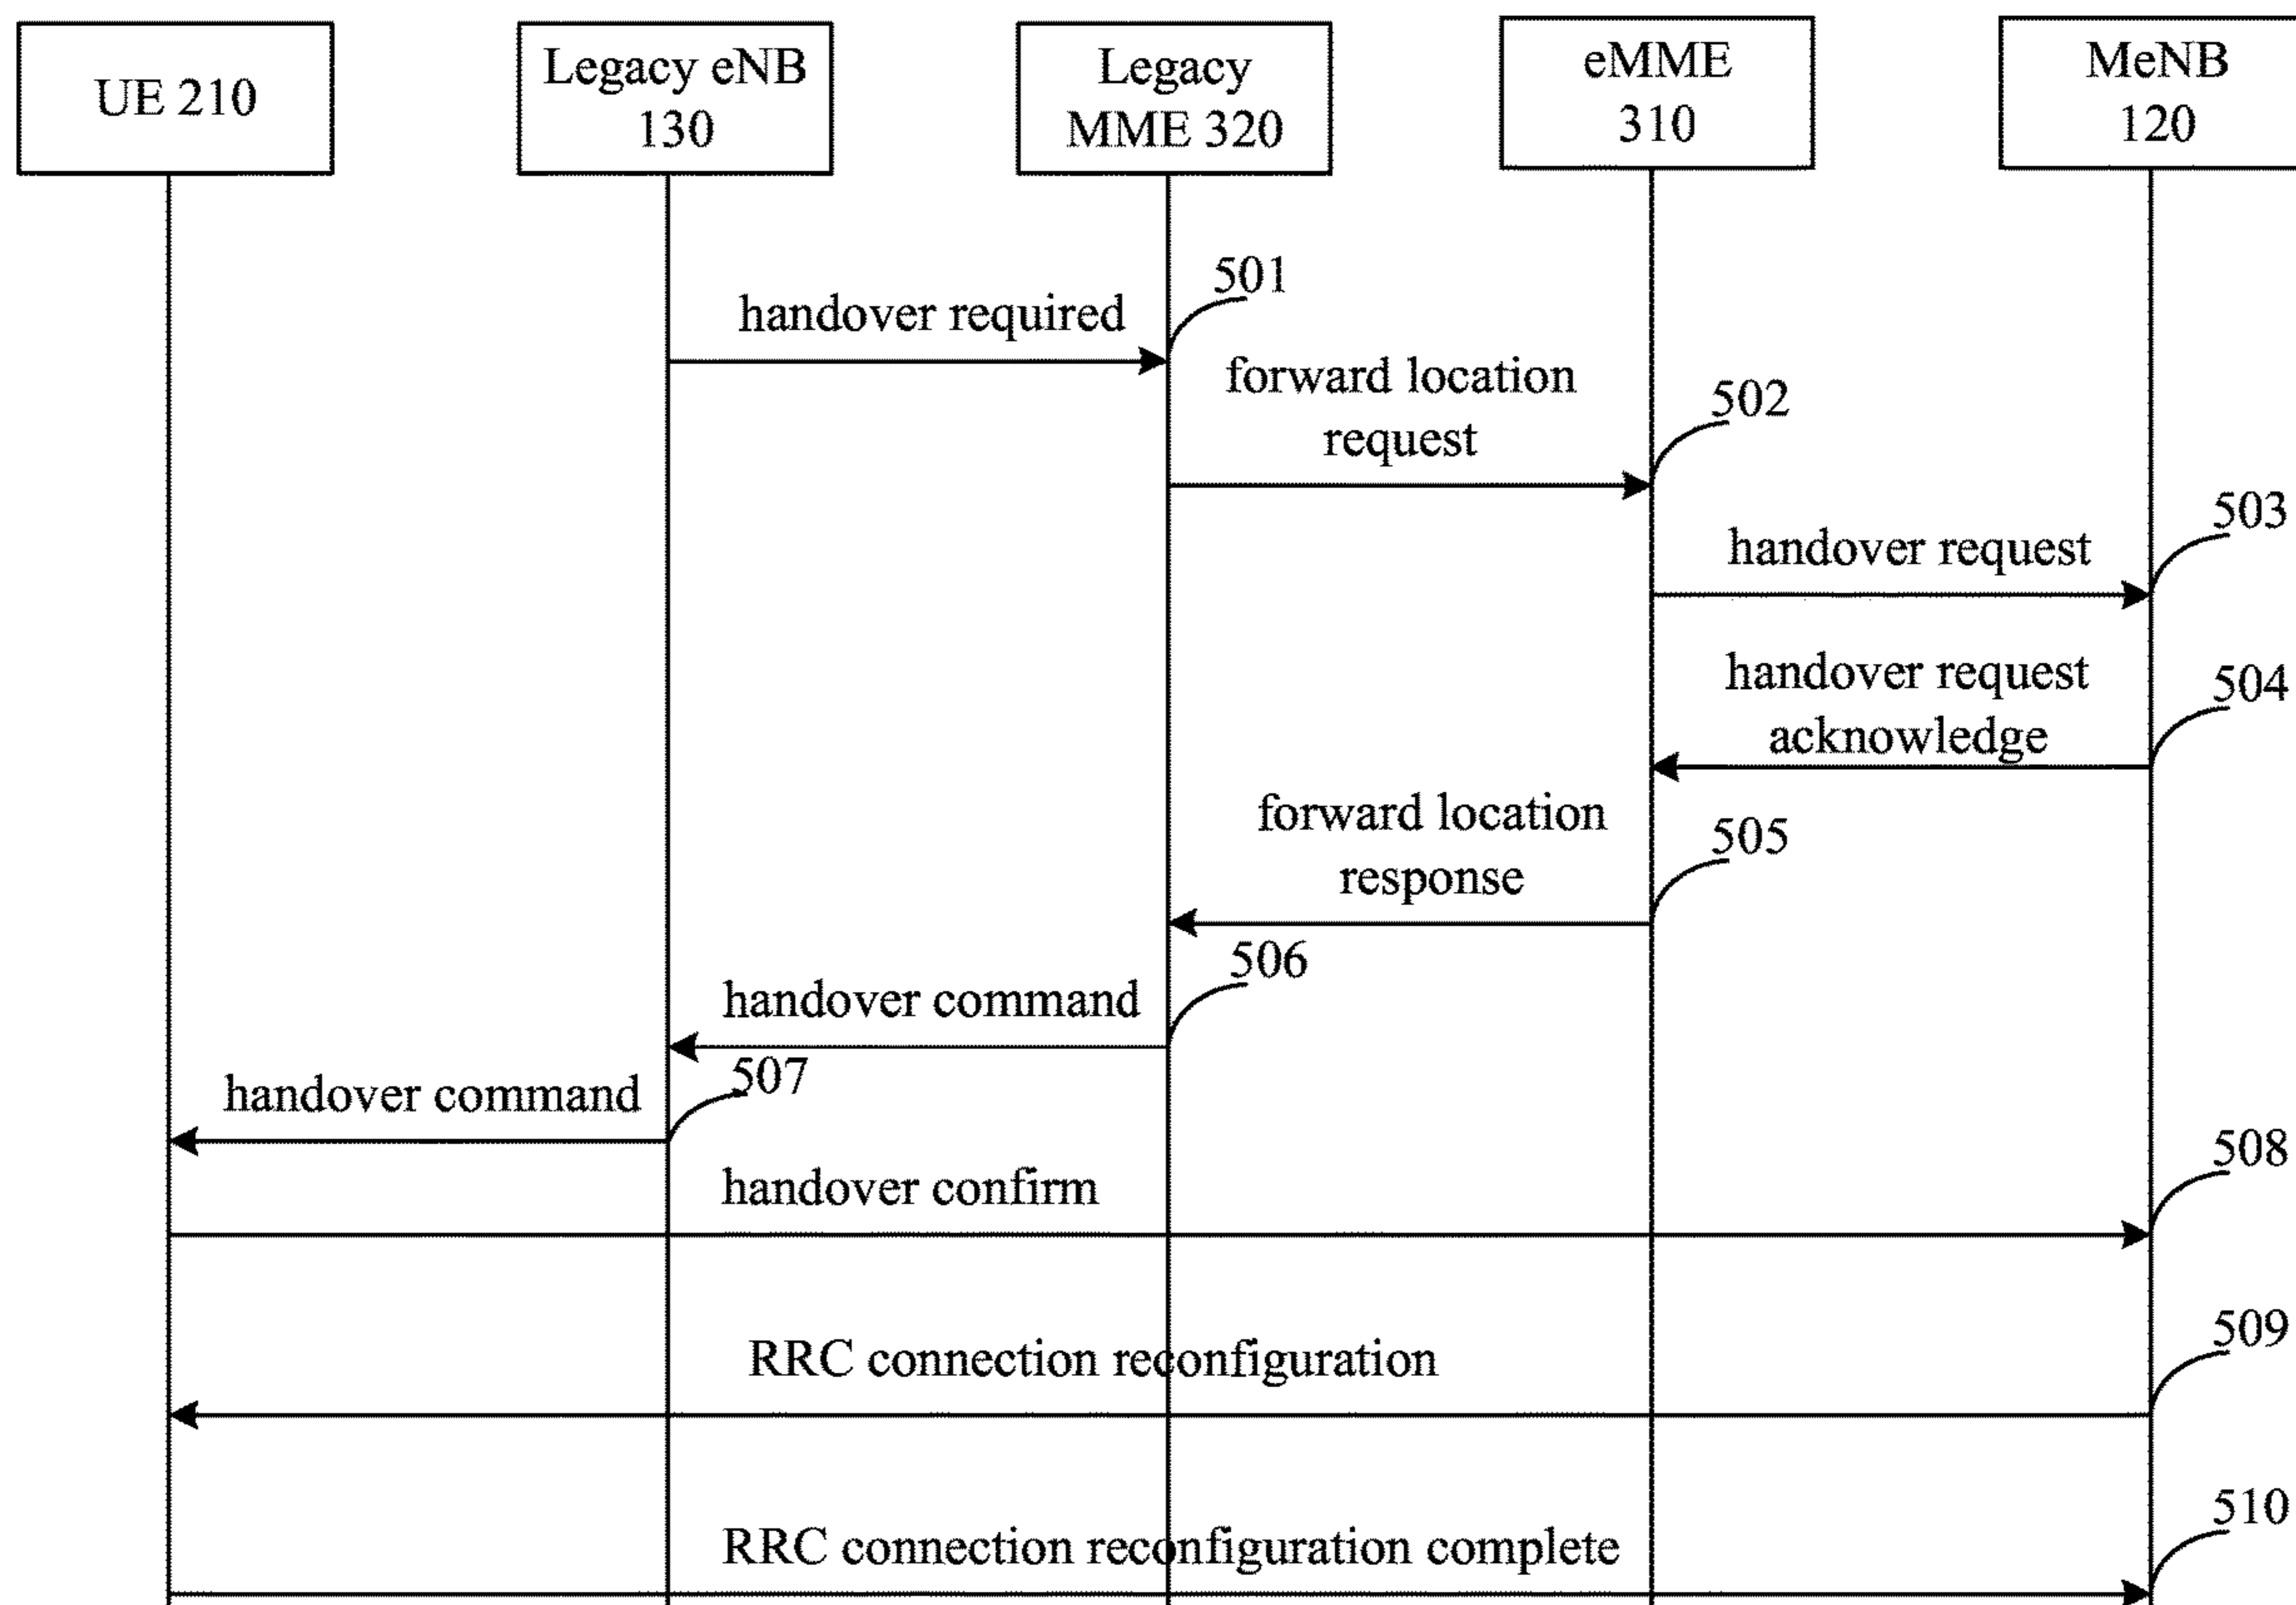 UE 210
Legacy eNB
130
Legacy
MME 320
eMME
310
MeNB
120
501
handover required
forward location
request
502
503
handover request
handover request
acknowledge
504
forward location
response
505
506
handover command
507
handover command
508
handover confirm
509
RRC connection reconfiguration
510
RRC connection reconfiguration complete